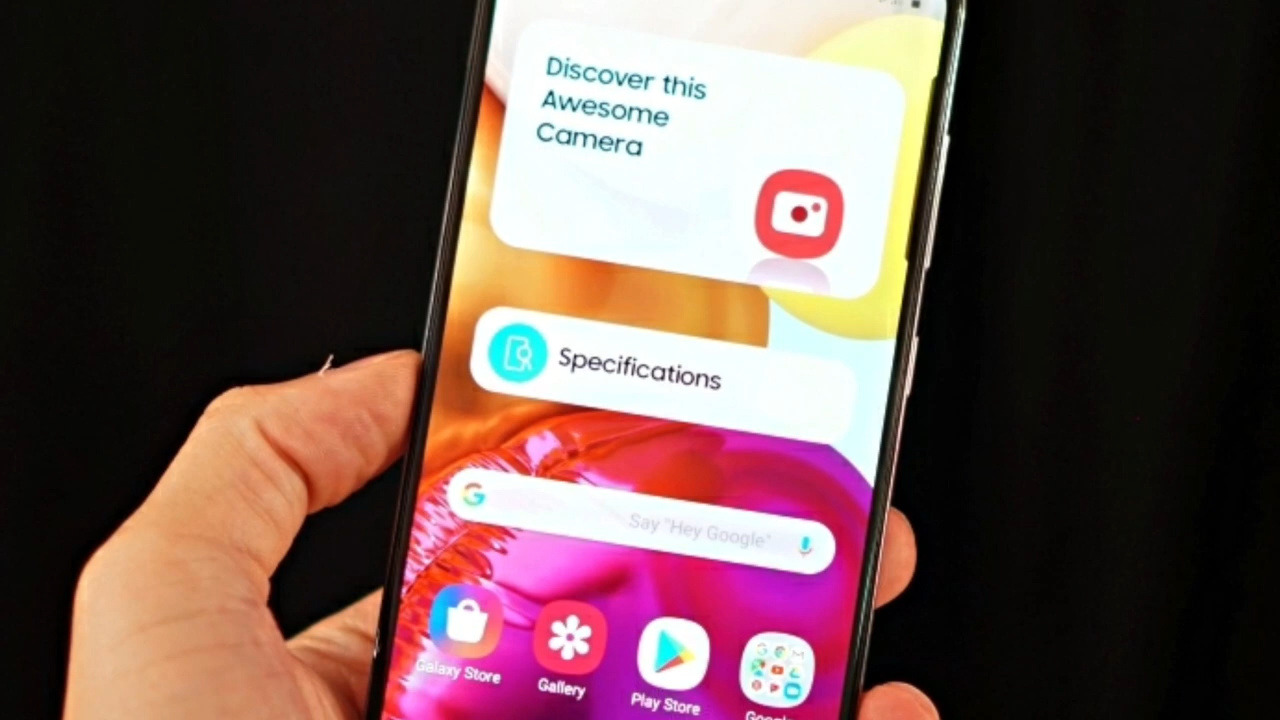 Discover this
Awesome
Camera
Specifications
G
Say "Hey Google"
Galaxy Store
Gallery
Play Store